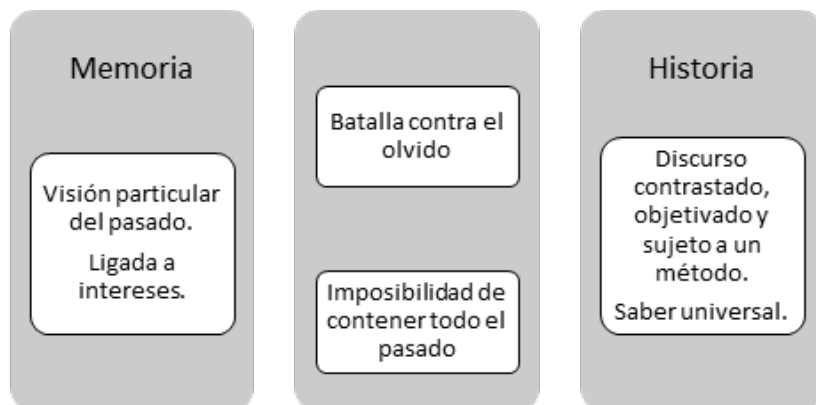 Memoria
Visión particular
del pasado.
Ligada a
intereses.
Batalla contra el
olvido
Imposibilidad de
contener todo el
pasado
Historia
Discurso
contrastado,
objetivado y
sujeto a un
método.
Saber universal.